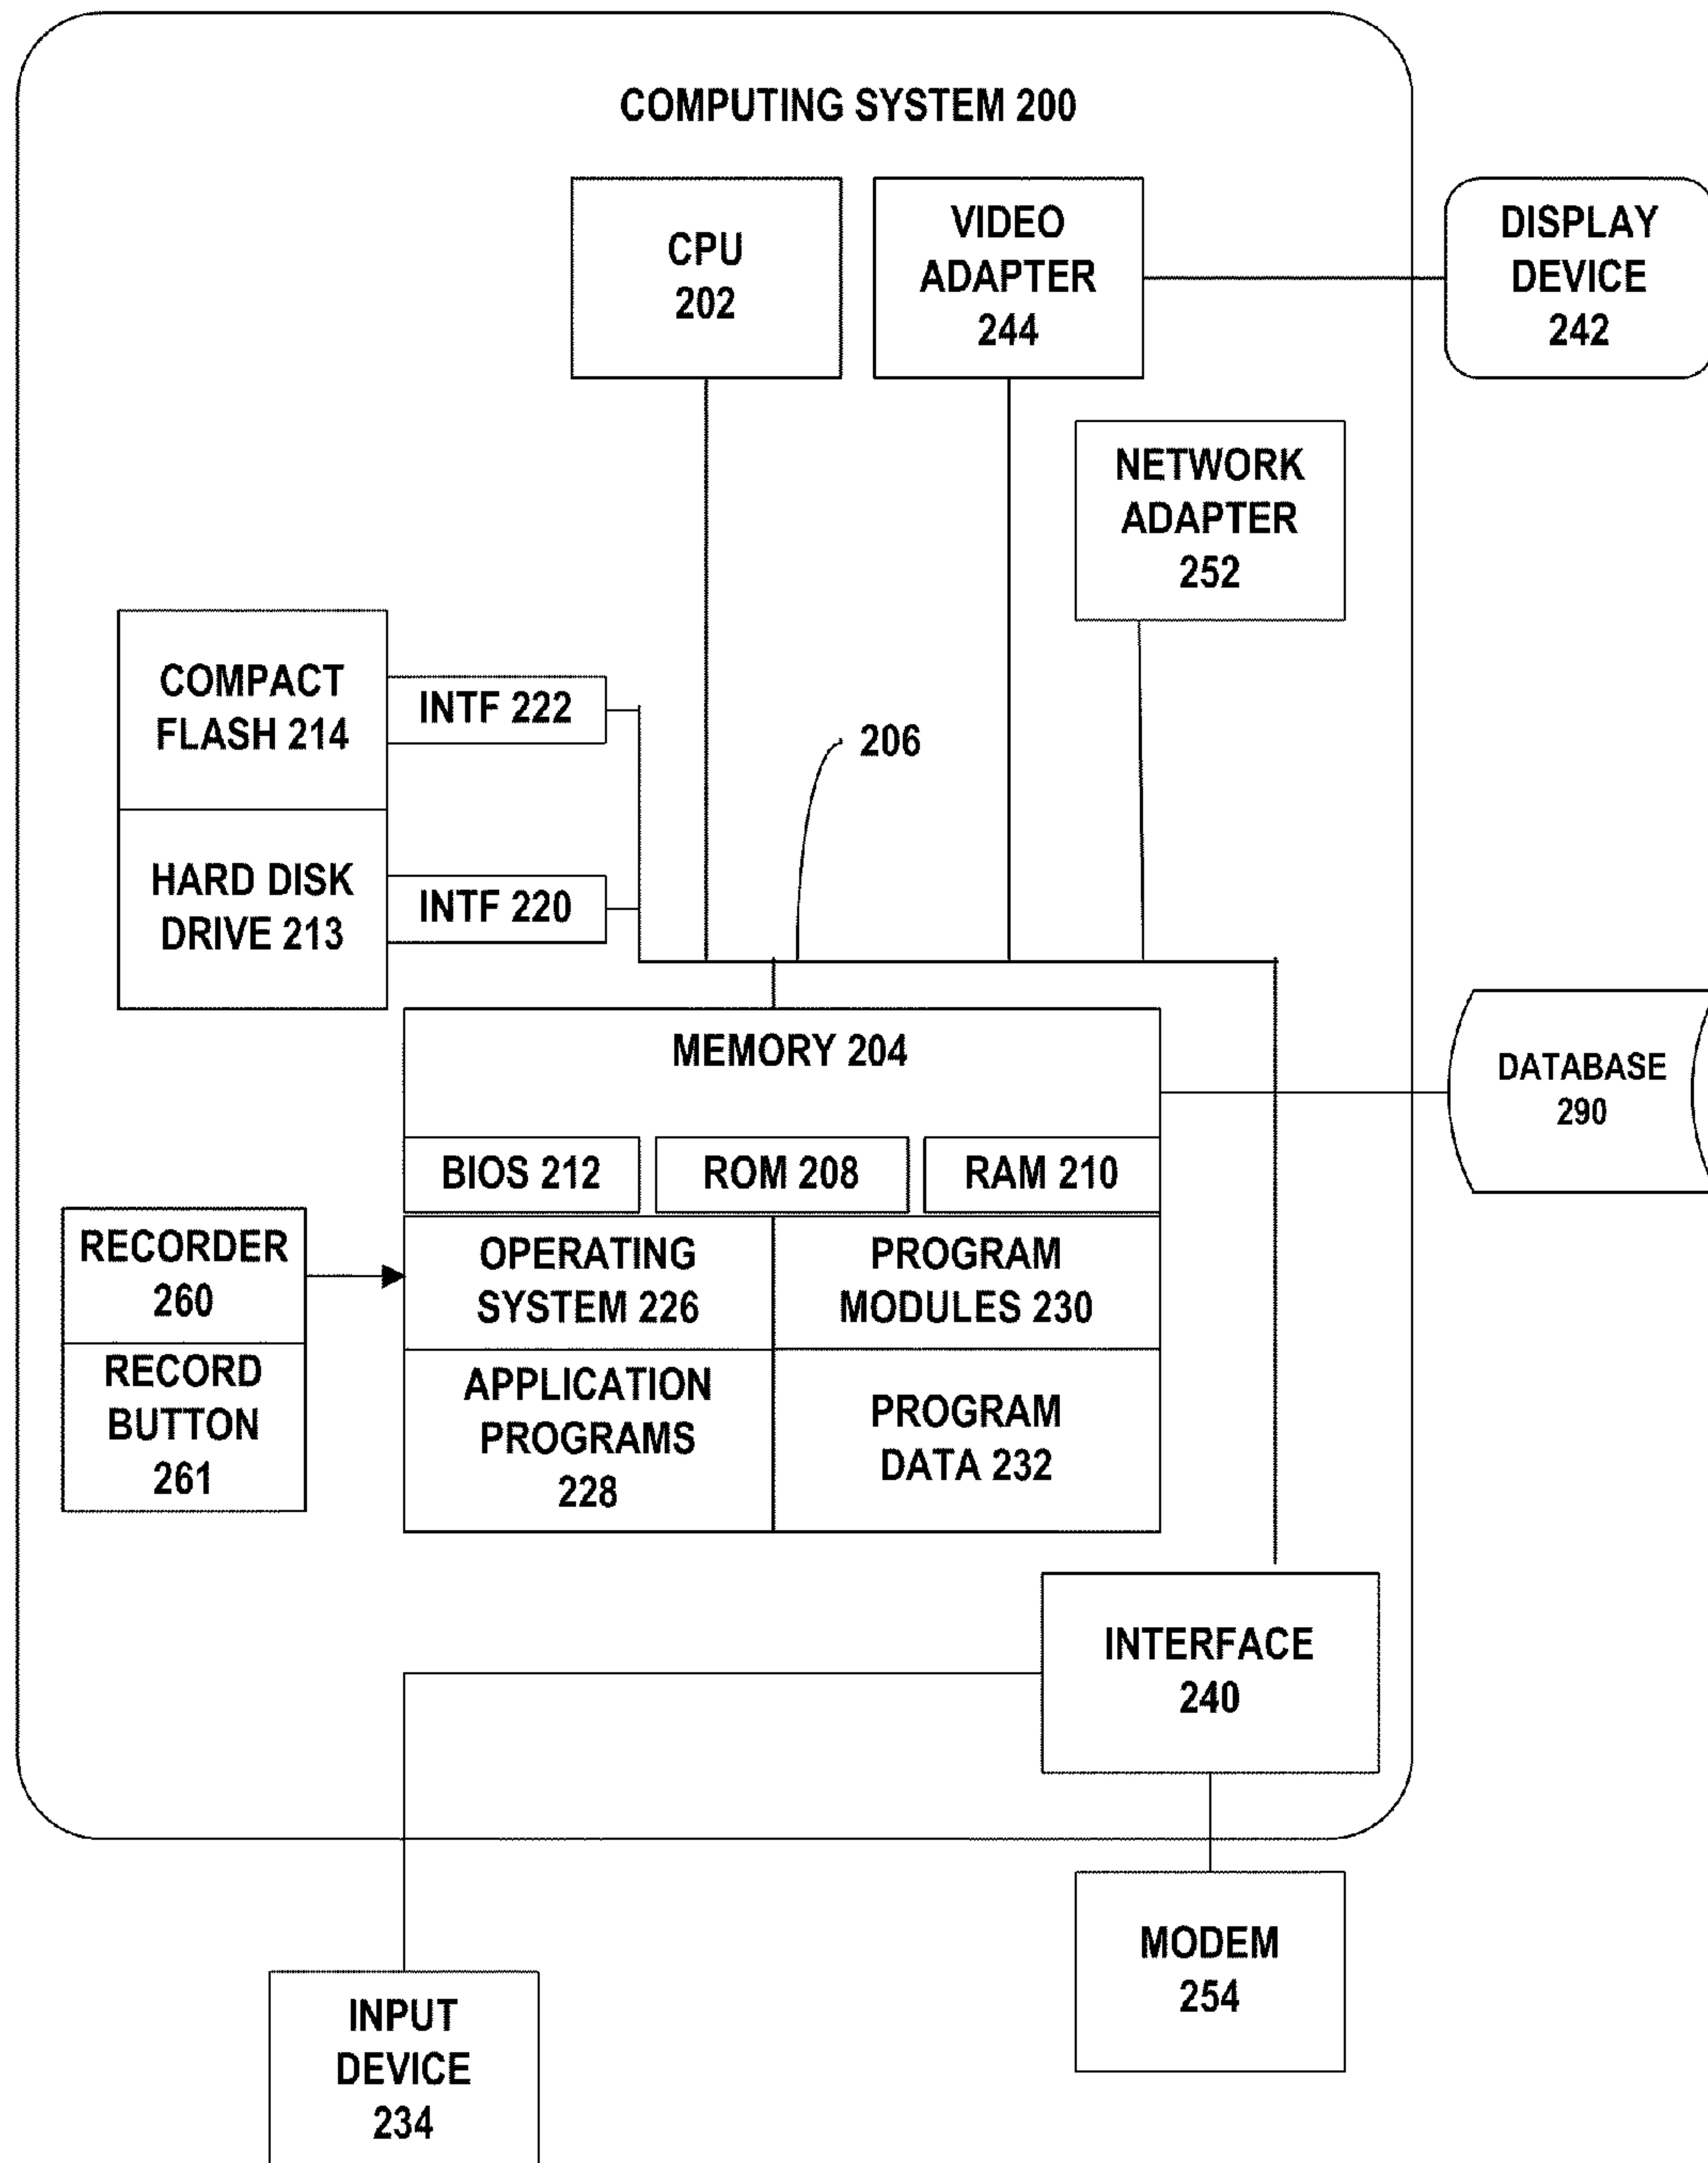 COMPUTING SYSTEM 200
CPU
202
VIDEO
ADAPTER
244
DISPLAY
DEVICE
242
NETWORK
ADAPTER
252
COMPACT
FLASH 214
INTF 222
206
HARD DISK
DRIVE 213
INTF 220
MEMORY 204
DATABASE
290
BIOS 212
ROM 208
RAM 210
RECORDER
260
OPERATING
SYSTEM 226
PROGRAM
MODULES 230
RECORD
BUTTON
261
APPLICATION
PROGRAMS
228
PROGRAM
DATA 232
INTERFACE
240
MODEM
254
INPUT
DEVICE
234